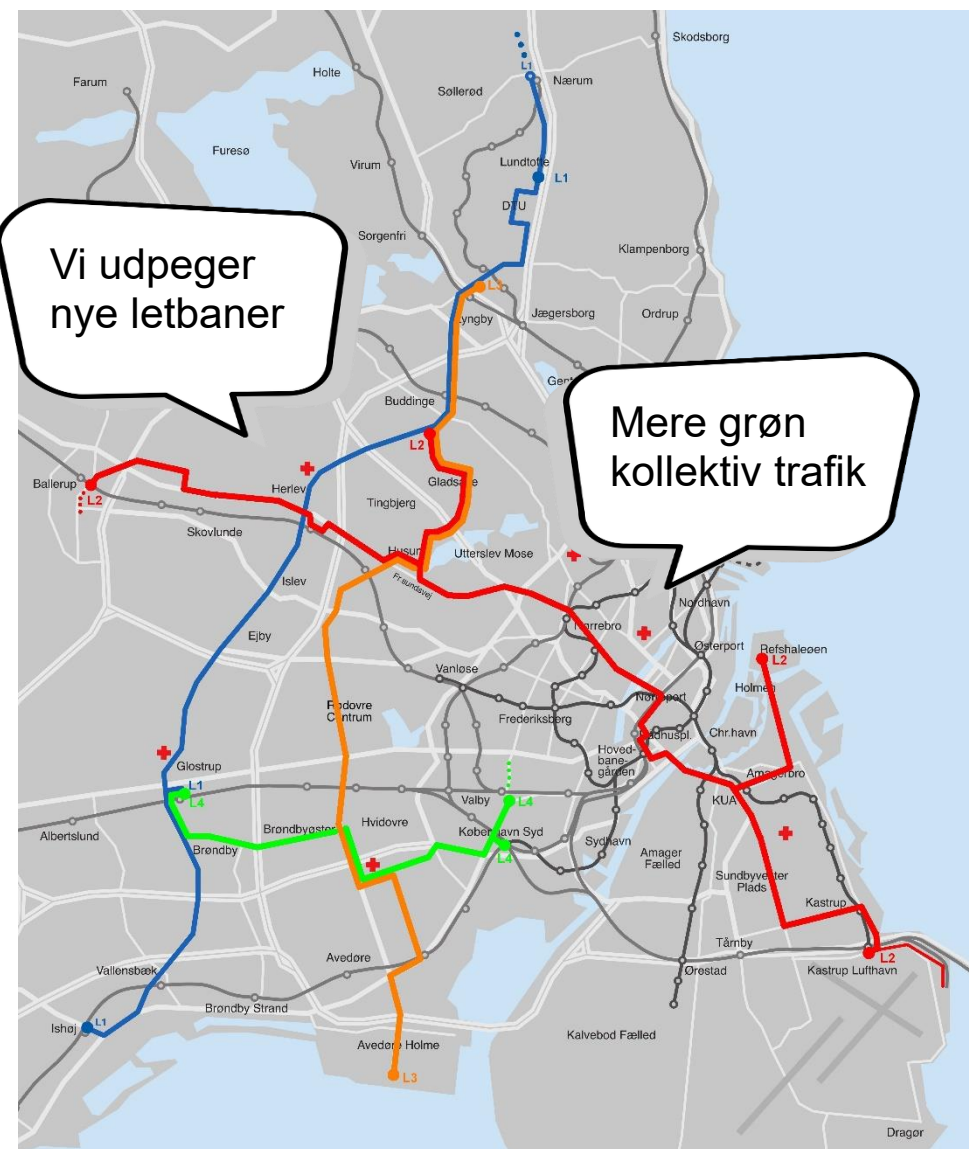 Skodsborg
Holte
Farum
L1
Nærum
Søllerød
Furesø
Virum
Lundtofte
L1
DTU
Sorgenfri
Klampenborg
Vi udpeger
nye letbaner
L3
Lyngby
Jægersborg
Ordrup
Buddinge
Mere grøn
kollektiv trafik
L2
Gladsaxe
Ballerup
L2
Herlev
Tingbjerg
Skovlunde
Husum
Utterslev Mose
Islev
Fr.sundsvej
Nordhavn
Nørrebro
Ejby
Østerport
Refshaleøen
L2
Vanløse
Holmen
Rødovre
Centrum
Nørreport
Frederiksberg
Rådhuspl.
Chr.havn
Hoved-
bane-
gården
Glostrup
L1
L4
Amagerbro
Valby
L4
KUA
Albertslund
Brøndbyøster
Hvidovre
København Syd
L4
Sydhavn
Brøndby
Amager
Fælled
Sundbyvester
Plads
Kastrup
Tårnby
L2
Avedøre
Ørestad
Kastrup Lufthavn
Vallensbæk
Brøndby Strand
Ishøj
L1
Kalvebod Fælled
Avedøre Holme
L3
Dragør